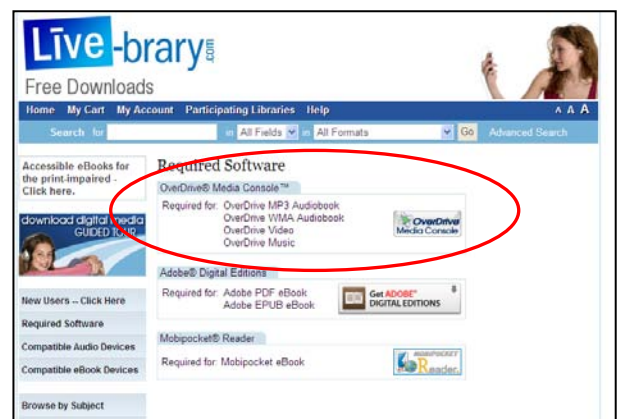 Live-brary.com
Free Downloads
Home My Cart My Account Participating Libraries Help A A A
Search for in All Fields in All Formats Go Advanced Search
Accessible eBooks for
the print-impaired -
Click here.
download digital media
GUIDED TOUR
New Users -- Click Here
Required Software
Compatible Audio Devices
Compatible eBook Devices
Browse by Subject
Required Software
OverDrive® Media Console™
Required for: OverDrive MP3 Audiobook
OverDrive WMA Audiobook
OverDrive Video
OverDrive Music
OverDrive
Media Console
Adobe® Digital Editions
Required for: Adobe PDF eBook
Adobe EPUB eBook
Get ADOBE®
DIGITAL EDITIONS
Mobipocket® Reader
Required for: Mobipocket eBook
MOBIPOCKET
Reader